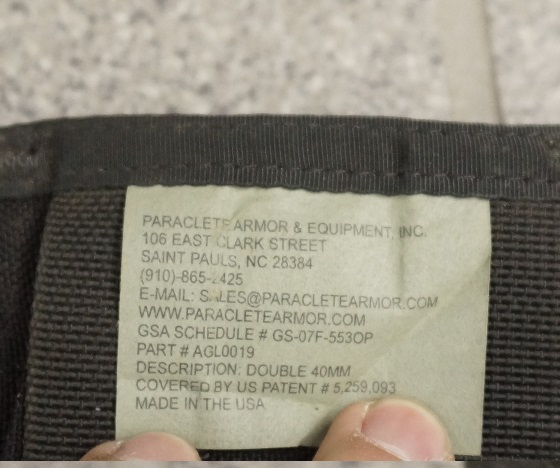 PARACLETE ARMOR & EQUIPMENT, INC.
106 EAST CLARK STREET
SAINT PAULS, NC 28384
(910)-865-2425
E-MAIL: SALES@PARACLETEARMOR.COM
WWW.PARACLETEARMOR.COM
GSA SCHEDULE # GS-07F-5530P
PART # AGL0019
DESCRIPTION: DOUBLE 40MM
COVERED BY US PATENT # 5,259,093
MADE IN THE USA